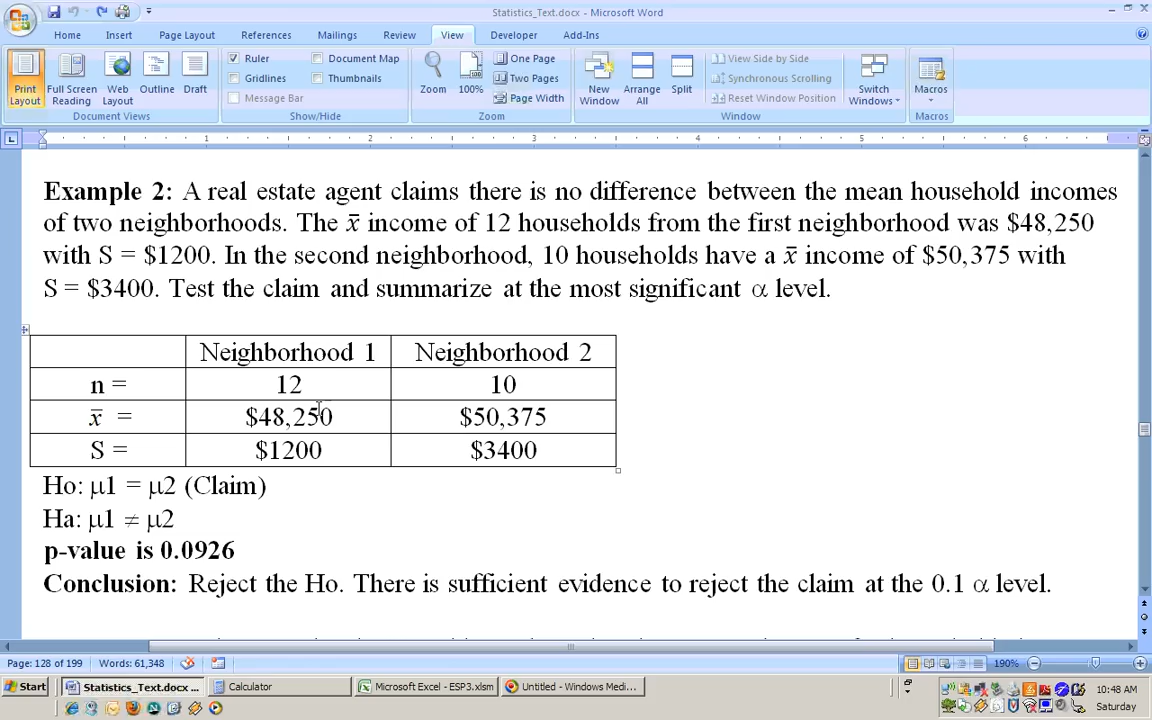 Statistics_Text.docx - Microsoft Word
Home Insert Page Layout References Mailings Review View Developer Add-Ins
Print Layout
Full Screen Reading
Web Layout
Outline
Draft
Document Views
Ruler
Gridlines
Message Bar
Document Map
Thumbnails
Show/Hide
Zoom
100%
One Page
Two Pages
Page Width
Zoom
New Window
Arrange All
Split
View Side by Side
Synchronous Scrolling
Reset Window Position
Switch Windows
Window
Macros
Macros
1 2 3 4 5 6
Example 2: A real estate agent claims there is no difference between the mean household incomes
of two neighborhoods. The x̄ income of 12 households from the first neighborhood was $48,250
with S = $1200. In the second neighborhood, 10 households have a x̄ income of $50,375 with
S = $3400. Test the claim and summarize at the most significant α level.
Neighborhood 1 Neighborhood 2
n = 12 10
x̄ = $48,250 $50,375
S = $1200 $3400
Ho: μ1 = μ2 (Claim)
Ha: μ1 ≠ μ2
p-value is 0.0926
Conclusion: Reject the Ho. There is sufficient evidence to reject the claim at the 0.1 α level.
Page: 128 of 199 Words: 61,348 190%
Start Statistics_Text.docx ... Calculator Microsoft Excel - ESP3.xlsm Untitled - Windows Medi...
10:48 AM
Saturday